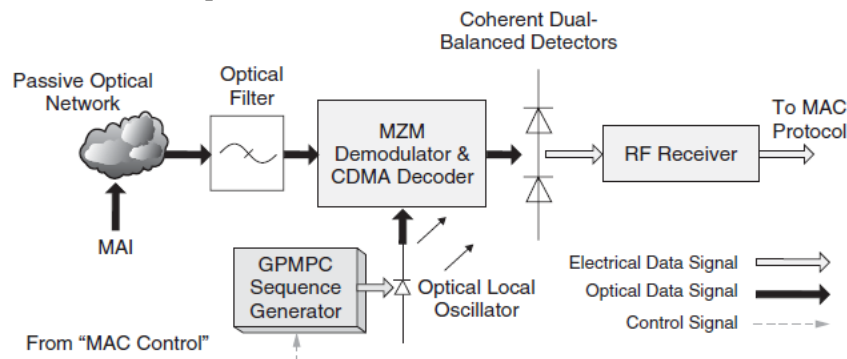 Coherent Dual-
Balanced Detectors
Passive Optical
Network
Optical
Filter
MZM
Demodulator &
CDMA Decoder
RF Receiver
To MAC
Protocol
MAI
GPMPC
Sequence
Generator
Optical Local
Oscillator
Electrical Data Signal
Optical Data Signal
Control Signal
From “MAC Control”